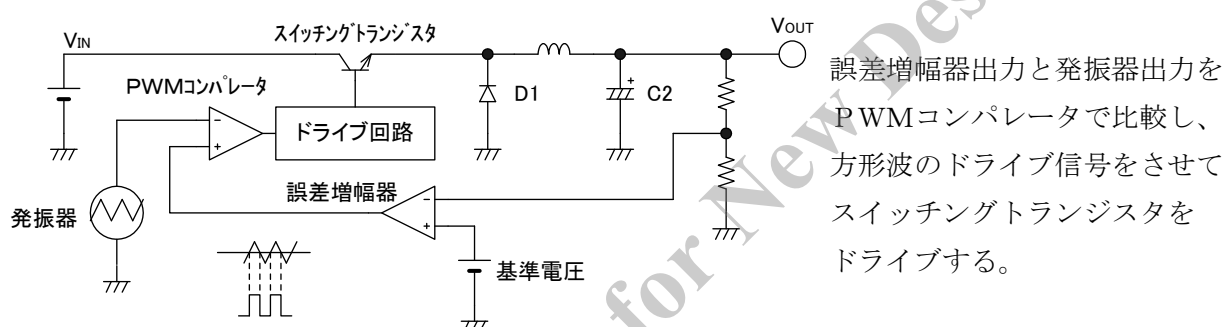 VIN
スイッチングトランジスタ
VOUT
PWMコンパレータ
D1
C2
ドライブ回路
誤差増幅器
発振器
基準電圧
誤差増幅器出力と発振器出力を
PWMコンパレータで比較し、
方形波のドライブ信号をさせて
スイッチングトランジスタを
ドライブする。
for New Des